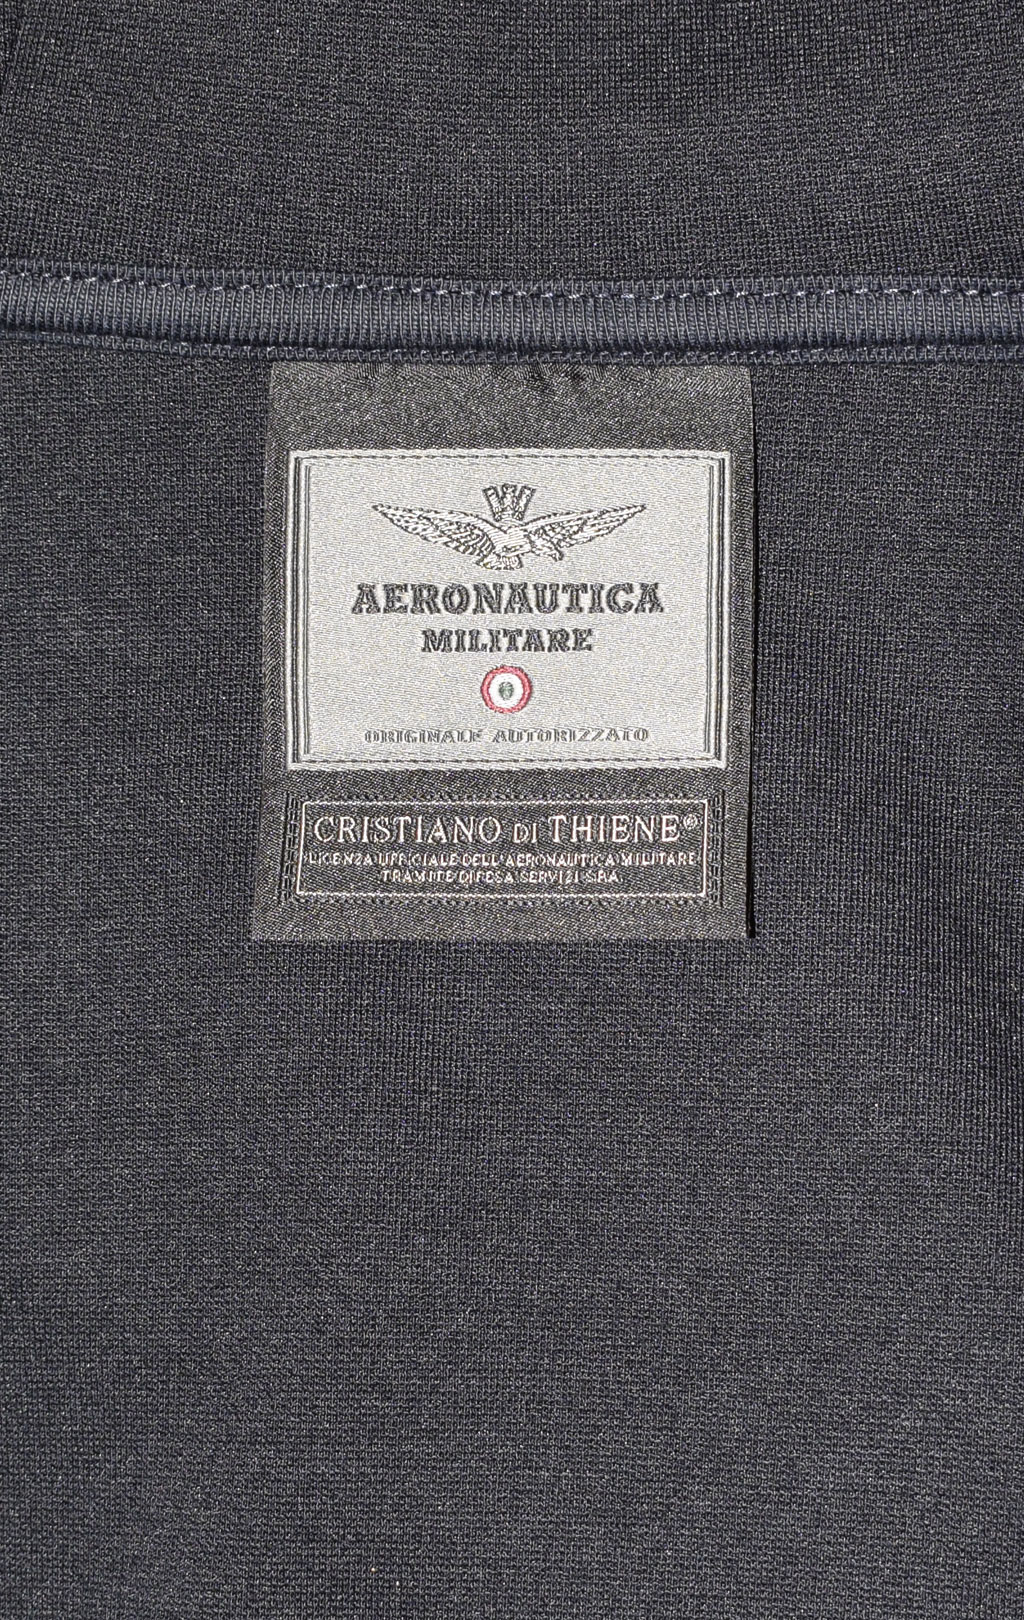 AERONAUTICA
MILITARE
ORIGINALE AUTORIZZATO
CRISTIANO DI THIENE®
LICENZA UFFICIALE DELL'AERONAUTICA MILITARE
TRAMITE DIFESA SERVIZI S.P.A.